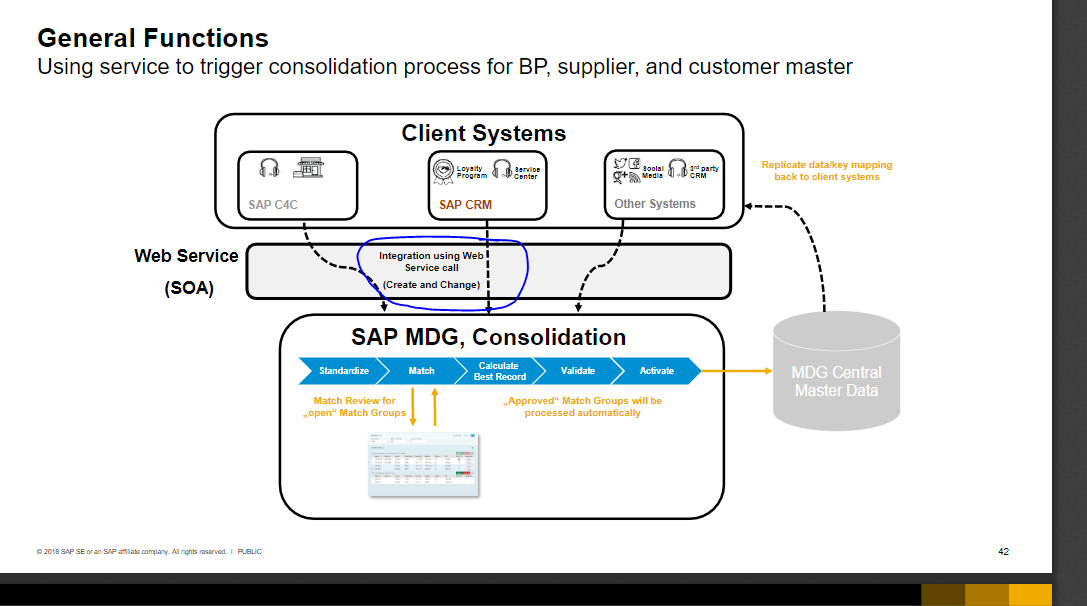 General Functions
Using service to trigger consolidation process for BP, supplier, and customer master
Client Systems
SAP C4C
Loyalty
Program
Service
Center
SAP CRM
Social
Media
3rd party
CRM
Other Systems
Replicate data/key mapping
back to client systems
Web Service
(SOA)
Integration using Web
Service call
(Create and Change)
SAP MDG, Consolidation
Standardize
Match
Calculate
Best Record
Validate
Activate
Match Review for
„open“ Match Groups
„Approved“ Match Groups will be
processed automatically
MDG Central
Master Data
© 2018 SAP SE or an SAP affiliate company. All rights reserved. ǀ PUBLIC
42